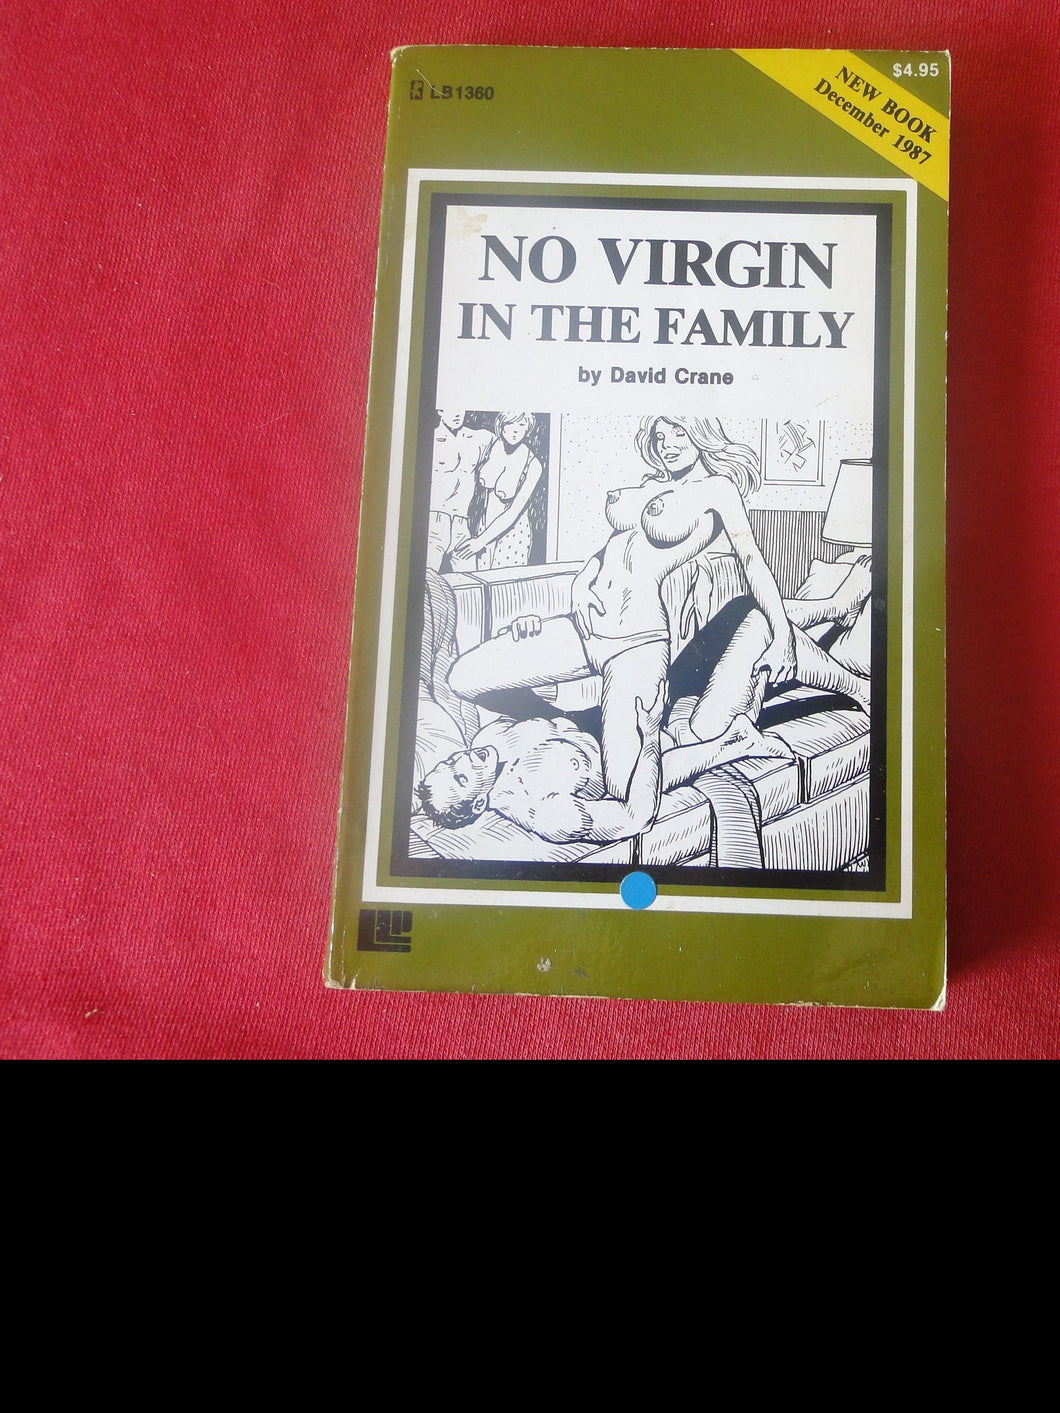 LB1360
$4.95
NEW BOOK
December 1987
NO VIRGIN
IN THE FAMILY
by David Crane